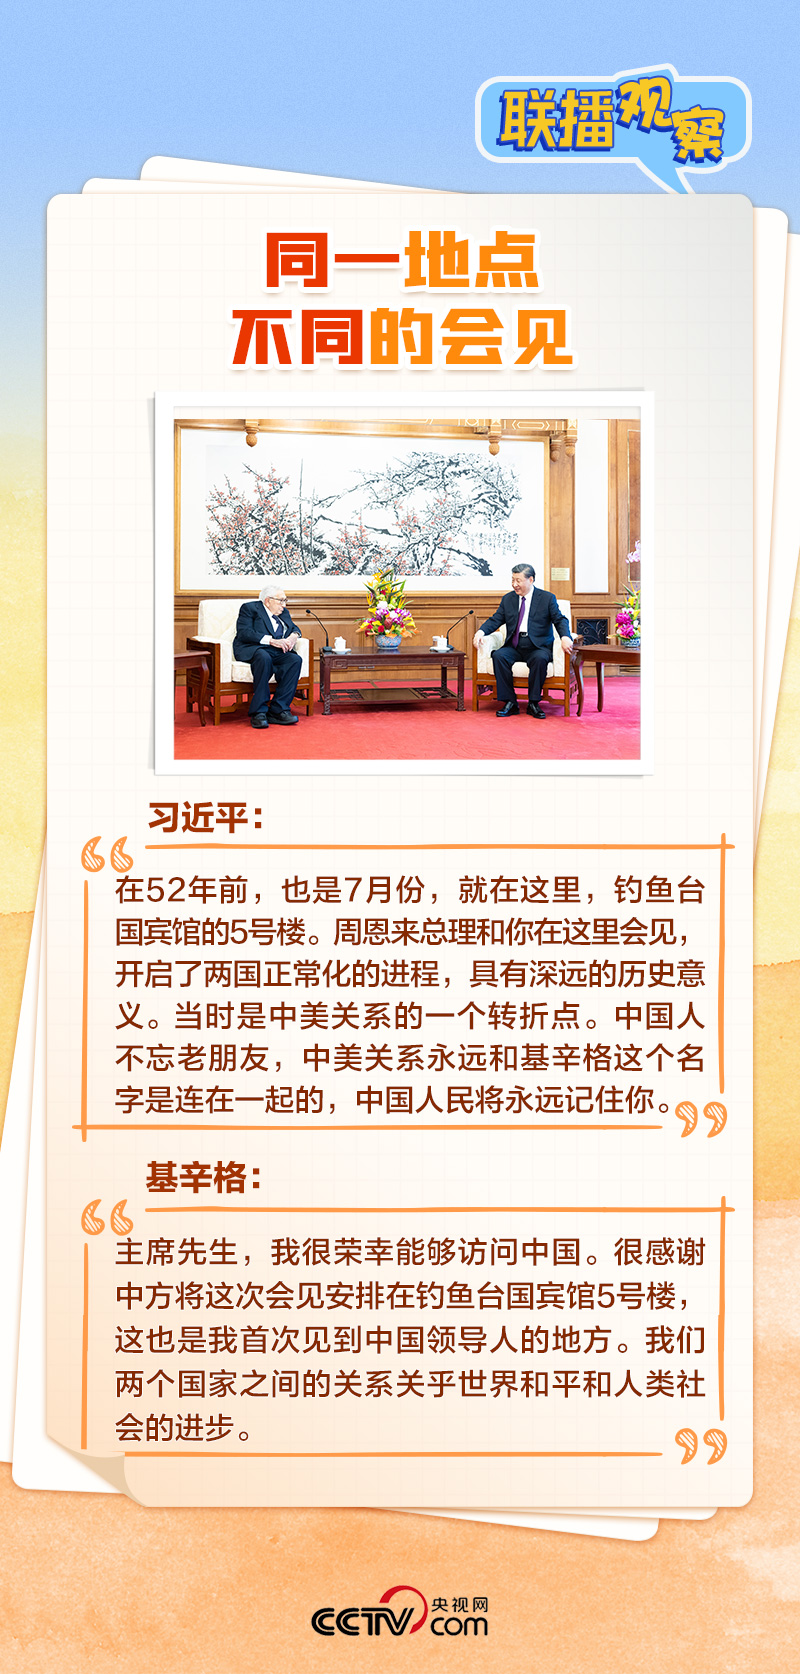 联播观察
同一地点
不同的会见
习近平：
在52年前，也是7月份，就在这里，钓鱼台
国宾馆的5号楼。周恩来总理和你在这里会见，
开启了两国正常化的进程，具有深远的历史意
义。当时是中美关系的一个转折点。中国人
不忘老朋友，中美关系永远和基辛格这个名
字是连在一起的，中国人民将永远记住你。
基辛格：
主席先生，我很荣幸能够访问中国。很感谢
中方将这次会见安排在钓鱼台国宾馆5号楼，
这也是我首次见到中国领导人的地方。我们
两个国家之间的关系关乎世界和平和人类社
会的进步。
CCTV央视网
com